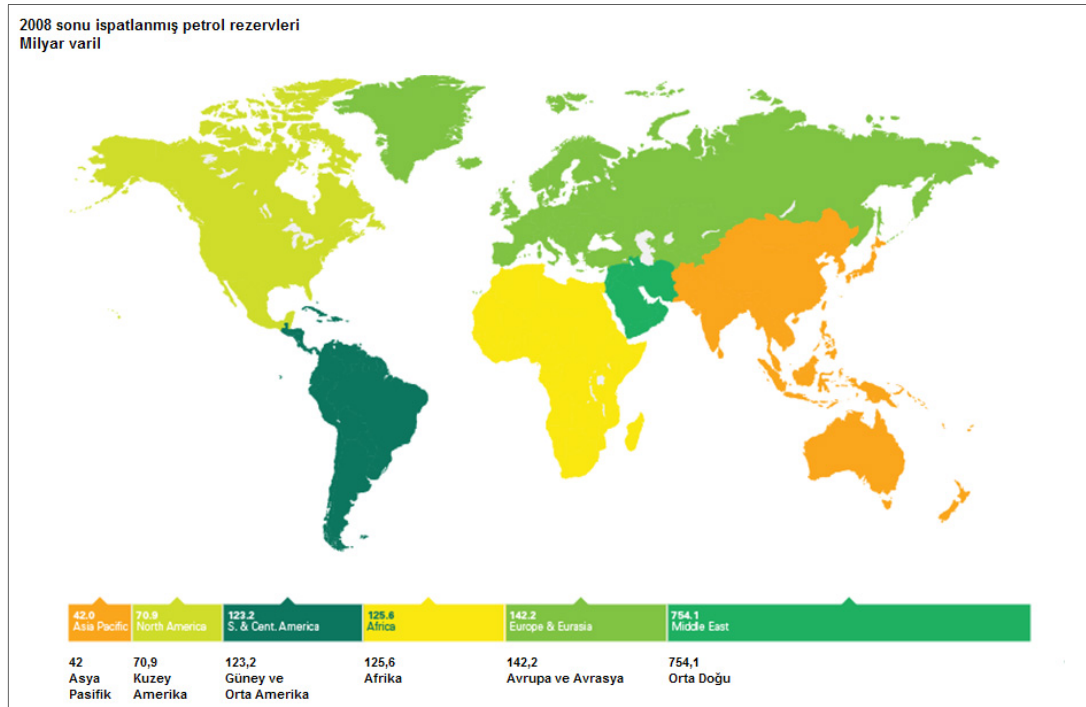 2008 sonu ispatlanmış petrol rezervleri
Milyar varil
42.0
Asia Pacific
70.9
North America
123.2
S. & Cent. America
125.6
Africa
142.2
Europe & Eurasia
754.1
Middle East
42
Asya
Pasifik
70,9
Kuzey
Amerika
123,2
Güney ve
Orta Amerika
125,6
Afrika
142,2
Avrupa ve Avrasya
754,1
Orta Doğu